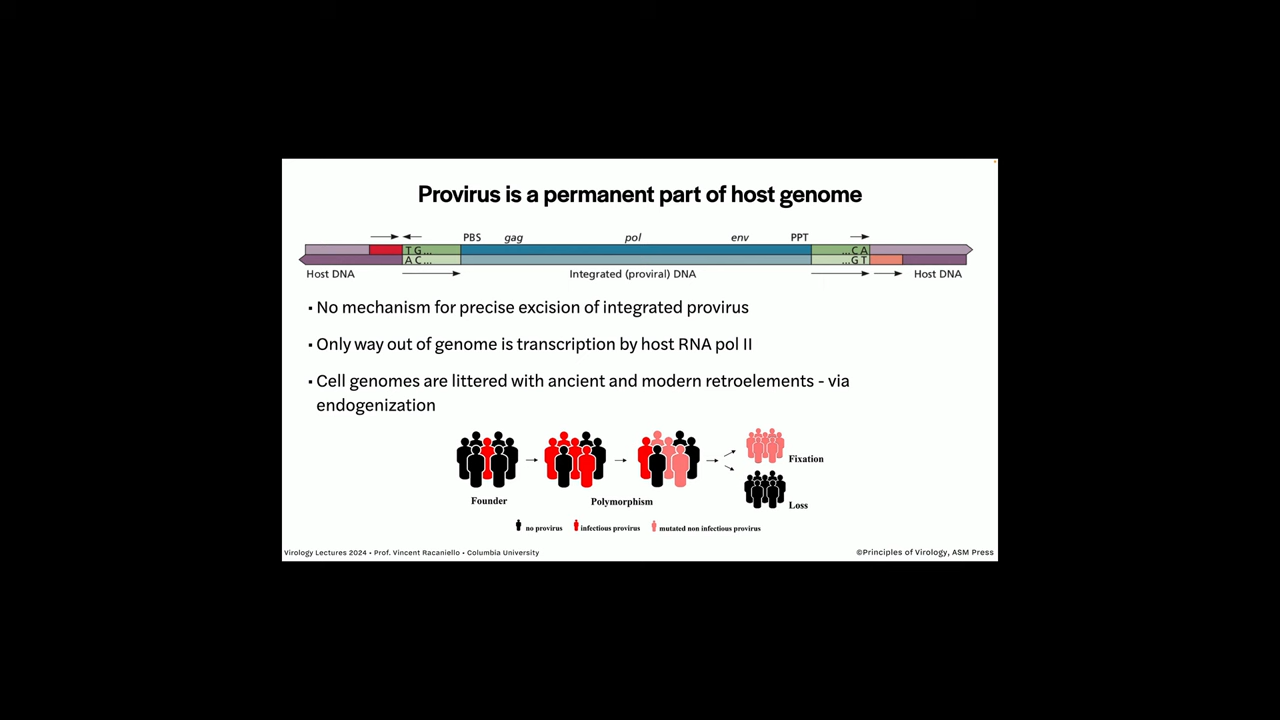 Provirus is a permanent part of host genome
PBS gag pol env PPT
T G... ...C A
A C... ...G T
Host DNA Integrated (proviral) DNA Host DNA
▪ No mechanism for precise excision of integrated provirus
▪ Only way out of genome is transcription by host RNA pol II
▪ Cell genomes are littered with ancient and modern retroelements - via
endogenization
Fixation
Founder Polymorphism Loss
no provirus infectious provirus mutated non infectious provirus
Virology Lectures 2024 • Prof. Vincent Racaniello • Columbia University ©Principles of Virology, ASM Press